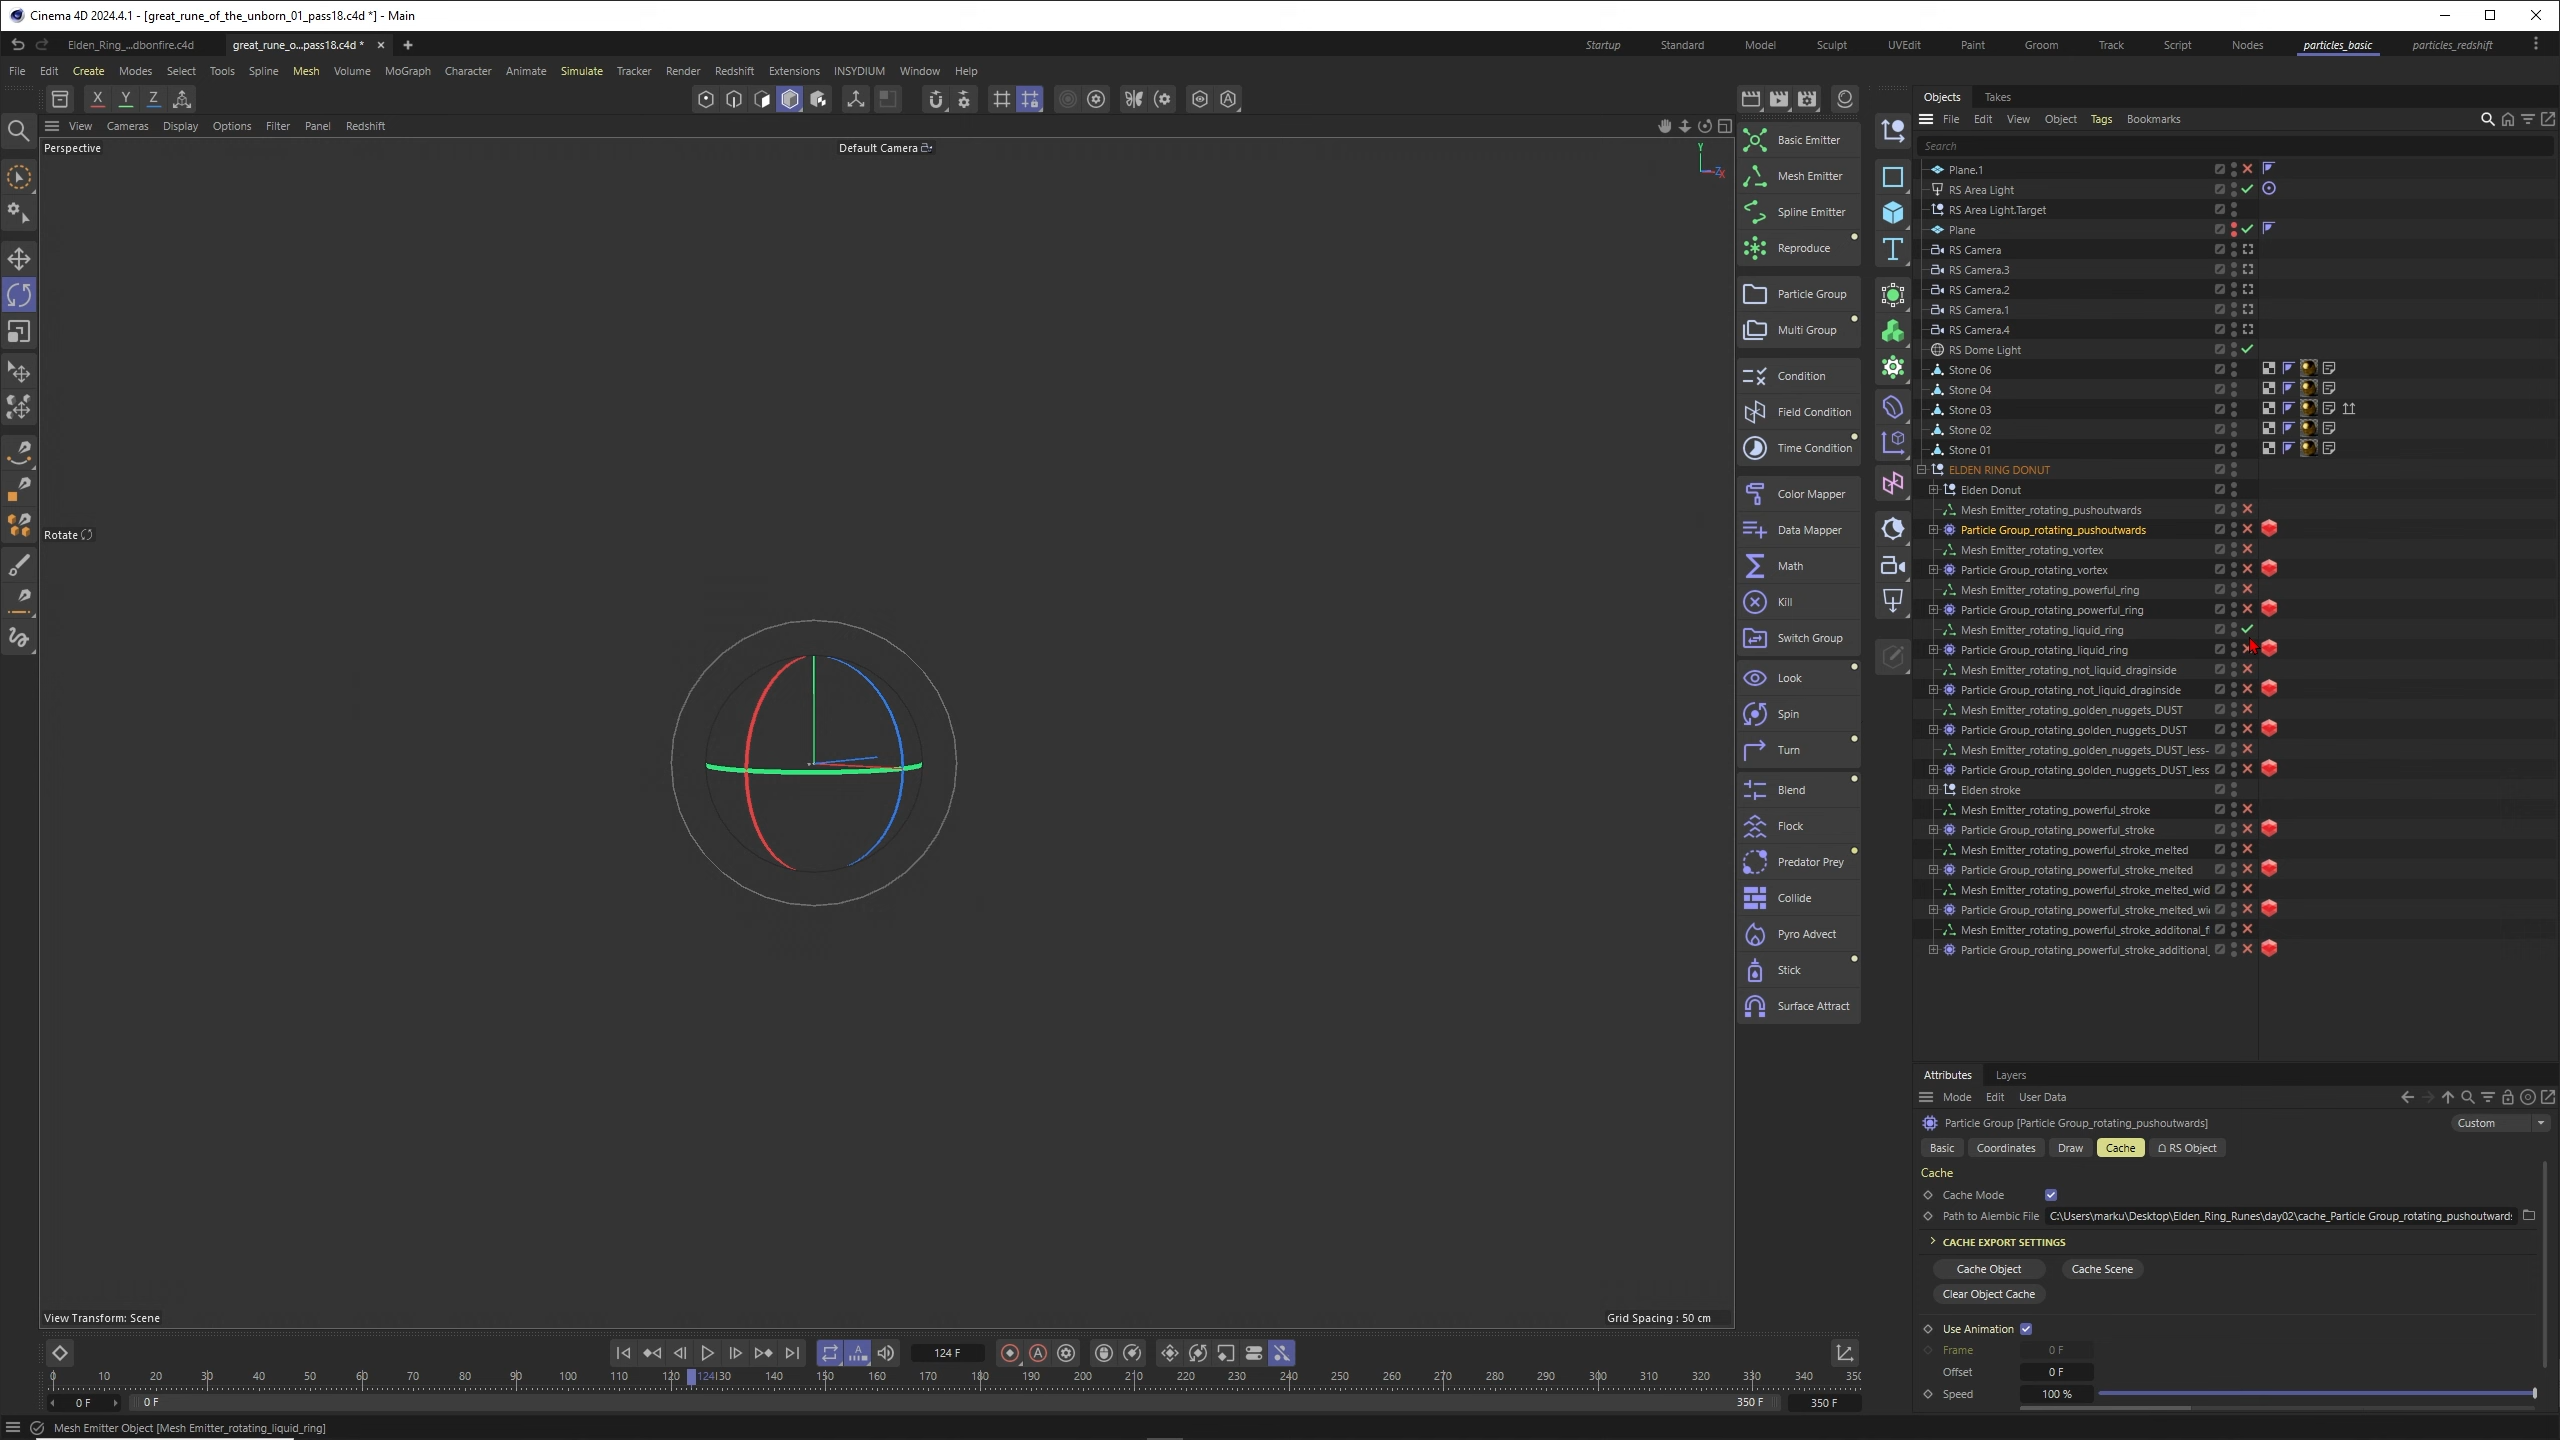 Cinema 4D 2024.4.1 - [great_rune_of_the_unborn_01_pass18.c4d *] - Main
Elden_Ring_...dbonfire.c4d
great_rune_o...pass18.c4d *
Startup Standard Model Sculpt UVEdit Paint Groom Track Script Nodes particles_basic particles_redshift
File Edit Create Modes Select Tools Spline Mesh Volume MoGraph Character Animate Simulate Tracker Render Redshift Extensions INSYDIUM Window Help
X Y Z
View Cameras Display Options Filter Panel Redshift
Perspective
Default Camera
Y
Rotate
View Transform: Scene
Grid Spacing : 50 cm
Basic Emitter
Mesh Emitter
Spline Emitter
Reproduce
Particle Group
Multi Group
Condition
Field Condition
Time Condition
Color Mapper
Data Mapper
Math
Kill
Switch Group
Look
Spin
Turn
Blend
Flock
Predator Prey
Collide
Pyro Advect
Stick
Surface Attract
Objects Takes
File Edit View Object Tags Bookmarks
Search
Plane.1
RS Area Light
RS Area Light.Target
Plane
RS Camera
RS Camera.3
RS Camera.2
RS Camera.1
RS Camera.4
RS Dome Light
Stone 06
Stone 04
Stone 03
Stone 02
Stone 01
ELDEN RING DONUT
Elden Donut
Mesh Emitter_rotating_pushoutwards
Particle Group_rotating_pushoutwards
Mesh Emitter_rotating_vortex
Particle Group_rotating_vortex
Mesh Emitter_rotating_powerful_ring
Particle Group_rotating_powerful_ring
Mesh Emitter_rotating_liquid_ring
Particle Group_rotating_liquid_ring
Mesh Emitter_rotating_not_liquid_draginside
Particle Group_rotating_not_liquid_draginside
Mesh Emitter_rotating_golden_nuggets_DUST
Particle Group_rotating_golden_nuggets_DUST
Mesh Emitter_rotating_golden_nuggets_DUST_less-
Particle Group_rotating_golden_nuggets_DUST_less
Elden stroke
Mesh Emitter_rotating_powerful_stroke
Particle Group_rotating_powerful_stroke
Mesh Emitter_rotating_powerful_stroke_melted
Particle Group_rotating_powerful_stroke_melted
Mesh Emitter_rotating_powerful_stroke_melted_wid
Particle Group_rotating_powerful_stroke_melted_wi
Mesh Emitter_rotating_powerful_stroke_additonal_f
Particle Group_rotating_powerful_stroke_additional_
Attributes Layers
Mode Edit User Data
Particle Group [Particle Group_rotating_pushoutwards]
Custom
Basic Coordinates Draw Cache RS Object
Cache
Cache Mode
Path to Alembic File C:\Users\marku\Desktop\Elden_Ring_Runes\day02\cache_Particle Group_rotating_pushoutwards
CACHE EXPORT SETTINGS
Cache Object Cache Scene
Clear Object Cache
Use Animation
Frame 0 F
Offset 0 F
Speed 100 %
124 F
0 10 20 30 40 50 60 70 80 90 100 110 120 124 130 140 150 160 170 180 190 200 210 220 230 240 250 260 270 280 290 300 310 320 330 340 350
0 F 0 F 350 F 350 F
Mesh Emitter Object [Mesh Emitter_rotating_liquid_ring]